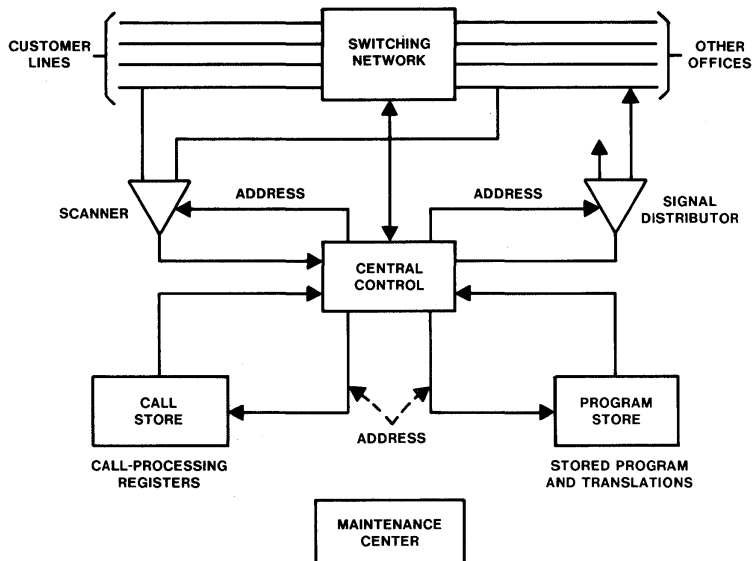 CUSTOMER
LINES
SWITCHING
NETWORK
OTHER
OFFICES
SCANNER
ADDRESS
ADDRESS
SIGNAL
DISTRIBUTOR
CENTRAL
CONTROL
CALL
STORE
ADDRESS
PROGRAM
STORE
CALL-PROCESSING
REGISTERS
STORED PROGRAM
AND TRANSLATIONS
MAINTENANCE
CENTER